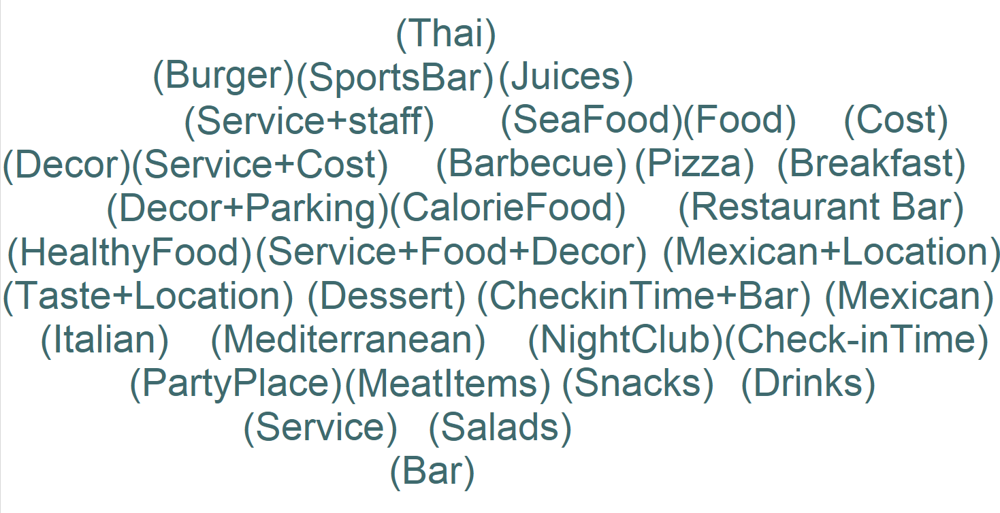 (Thai)
(Burger)(SportsBar)(Juices)
(Service+staff) (SeaFood)(Food) (Cost)
(Decor)(Service+Cost) (Barbecue)(Pizza) (Breakfast)
(Decor+Parking)(CalorieFood) (Restaurant Bar)
(HealthyFood)(Service+Food+Decor) (Mexican+Location)
(Taste+Location) (Dessert) (CheckinTime+Bar) (Mexican)
(Italian) (Mediterranean) (NightClub)(Check-inTime)
(PartyPlace)(MeatItems) (Snacks) (Drinks)
(Service) (Salads)
(Bar)